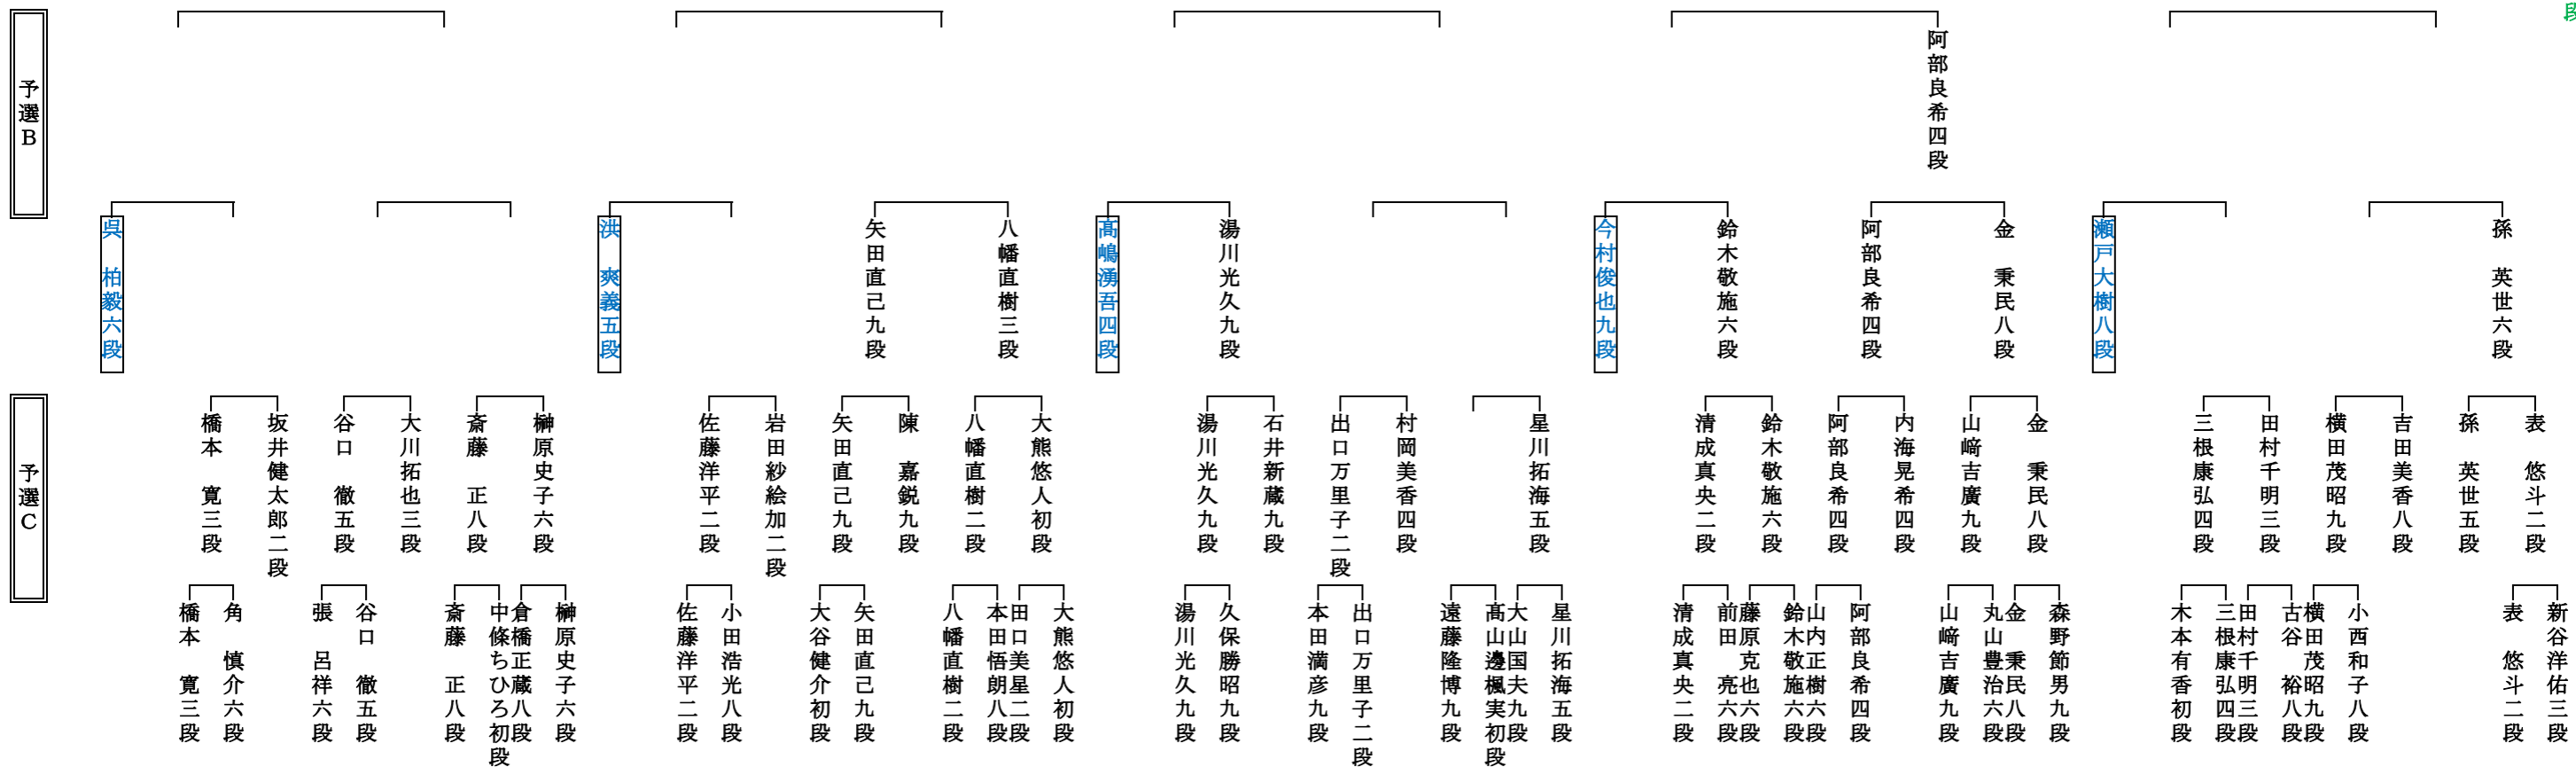 段
予選B
阿部良希四段
呉　柏毅六段
洪　爽義五段
矢田直己九段
八幡直樹三段
髙嶋湧吾四段
湯川光久九段
今村俊也九段
鈴木敬施六段
阿部良希四段
金　秉民八段
瀬戸大樹八段
孫　英世六段
予選C
橋本　寛三段
坂井健太郎二段
谷口　徹五段
大川拓也三段
斎藤　正八段
榊原史子六段
佐藤洋平二段
岩田紗絵加二段
矢田直己九段
陳　嘉鋭九段
八幡直樹二段
大熊悠人初段
湯川光久九段
石井新蔵九段
出口万里子二段
村岡美香四段
星川拓海五段
清成真央二段
鈴木敬施六段
阿部良希四段
内海晃希四段
山﨑吉廣九段
金　秉民八段
三根康弘四段
田村千明三段
横田茂昭九段
吉田美香八段
孫　英世五段
表　悠斗二段
橋本　寛三段
角　慎介六段
張　呂祥六段
谷口　徹五段
斎藤　正八段
中條ちひろ初段
倉橋正蔵八段
榊原史子六段
佐藤洋平二段
小田浩光八段
大谷健介初段
矢田直己九段
八幡直樹二段
本田悟朗八段
田口美星二段
大熊悠人初段
湯川光久九段
久保勝昭九段
本田満彦九段
出口万里子二段
遠藤隆博九段
髙山邊楓実初段
大山国夫九段
星川拓海五段
清成真央二段
前田　亮六段
藤原克也六段
鈴木敬施六段
山内正樹六段
阿部良希四段
山﨑吉廣九段
丸山豊治六段
金　秉民八段
森野節男九段
木本有香初段
三根康弘四段
田村千明三段
古谷　裕八段
横田茂昭九段
小西和子八段
表　悠斗二段
新谷洋佑三段